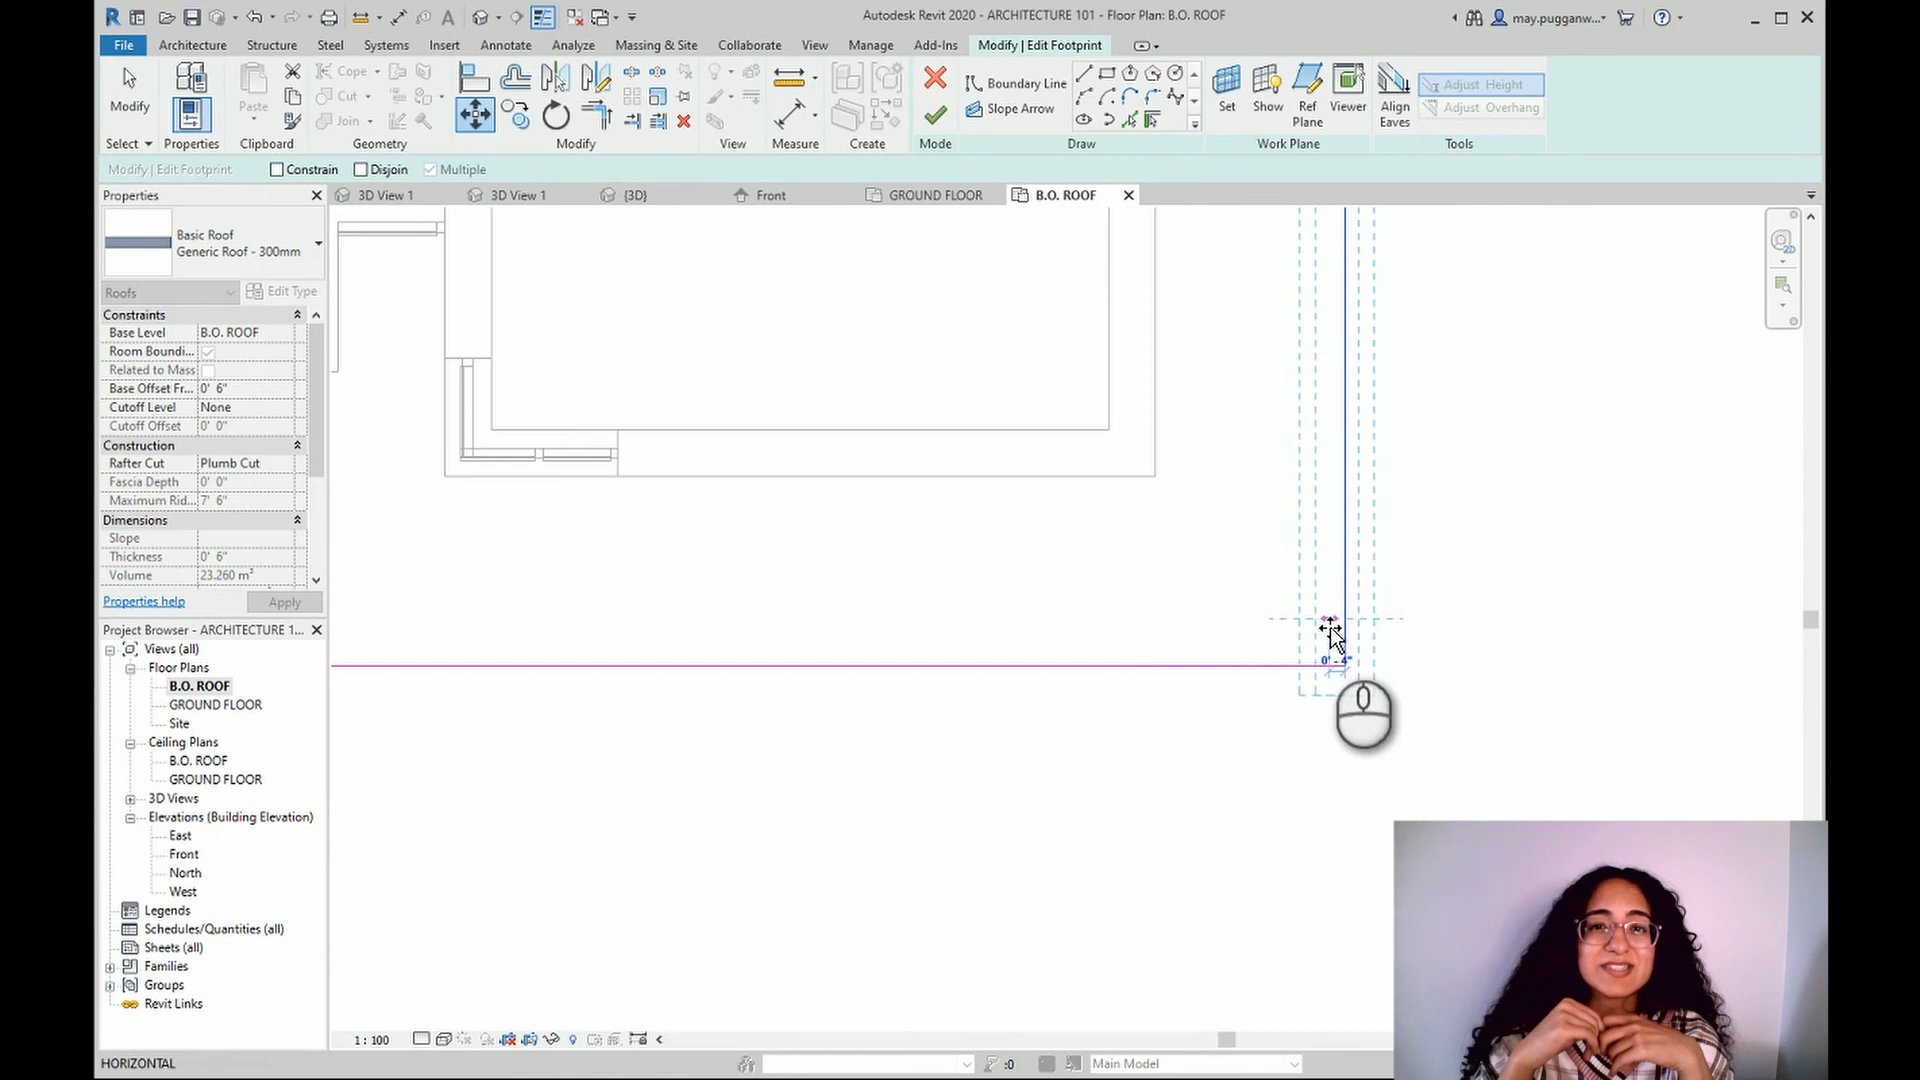 Autodesk Revit 2020 - ARCHITECTURE 101 - Floor Plan: B.O. ROOF
may.pugganw...
File Architecture Structure Steel Systems Insert Annotate Analyze Massing & Site Collaborate View Manage Add-Ins Modify | Edit Footprint
Modify
Select
Properties
Paste
Clipboard
Cope
Cut
Join
Geometry
Modify
View
Measure
Create
Mode
Boundary Line
Slope Arrow
Draw
Set
Show
Ref
Plane
Viewer
Work Plane
Align
Eaves
Adjust Height
Adjust Overhang
Tools
Modify | Edit Footprint
Constrain
Disjoin
Multiple
Properties
3D View 1
3D View 1
{3D}
Front
GROUND FLOOR
B.O. ROOF
Basic Roof
Generic Roof - 300mm
Roofs
Edit Type
Constraints
Base Level B.O. ROOF
Room Boundi...
Related to Mass
Base Offset Fr... 0' 6"
Cutoff Level None
Cutoff Offset 0' 0"
Construction
Rafter Cut Plumb Cut
Fascia Depth 0' 0"
Maximum Rid... 7' 6"
Dimensions
Slope
Thickness 0' 6"
Volume 23.260 m³
Properties help
Apply
Project Browser - ARCHITECTURE 1...
Views (all)
Floor Plans
B.O. ROOF
GROUND FLOOR
Site
Ceiling Plans
B.O. ROOF
GROUND FLOOR
3D Views
Elevations (Building Elevation)
East
Front
North
West
Legends
Schedules/Quantities (all)
Sheets (all)
Families
Groups
Revit Links
2D
0' - 4"
1 : 100
HORIZONTAL
:0
Main Model